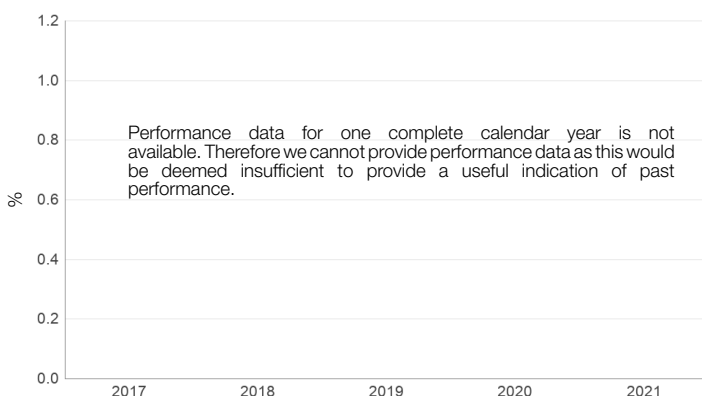 1.2
1.0
0.8
0.6
0.4
0.2
0.0
%
Performance data for one complete calendar year is not
available. Therefore we cannot provide performance data as this would
be deemed insufficient to provide a useful indication of past
performance.
2017 2018 2019 2020 2021